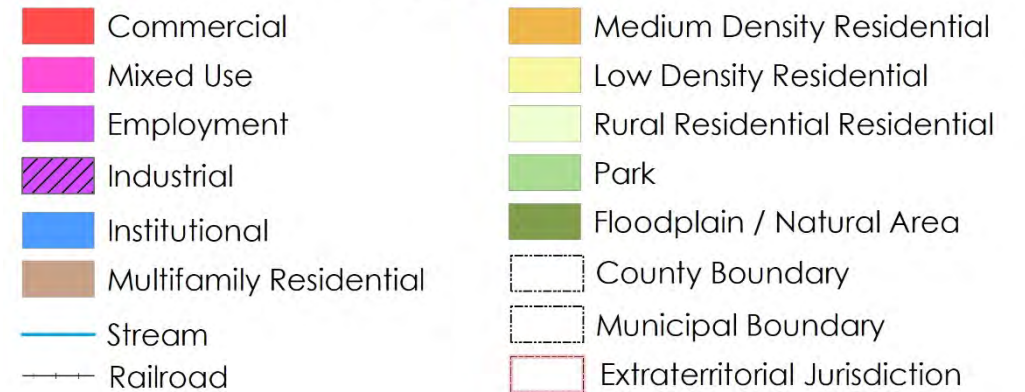 Commercial
Mixed Use
Employment
Industrial
Institutional
Multifamily Residential
Stream
Railroad
Medium Density Residential
Low Density Residential
Rural Residential Residential
Park
Floodplain / Natural Area
County Boundary
Municipal Boundary
Extraterritorial Jurisdiction